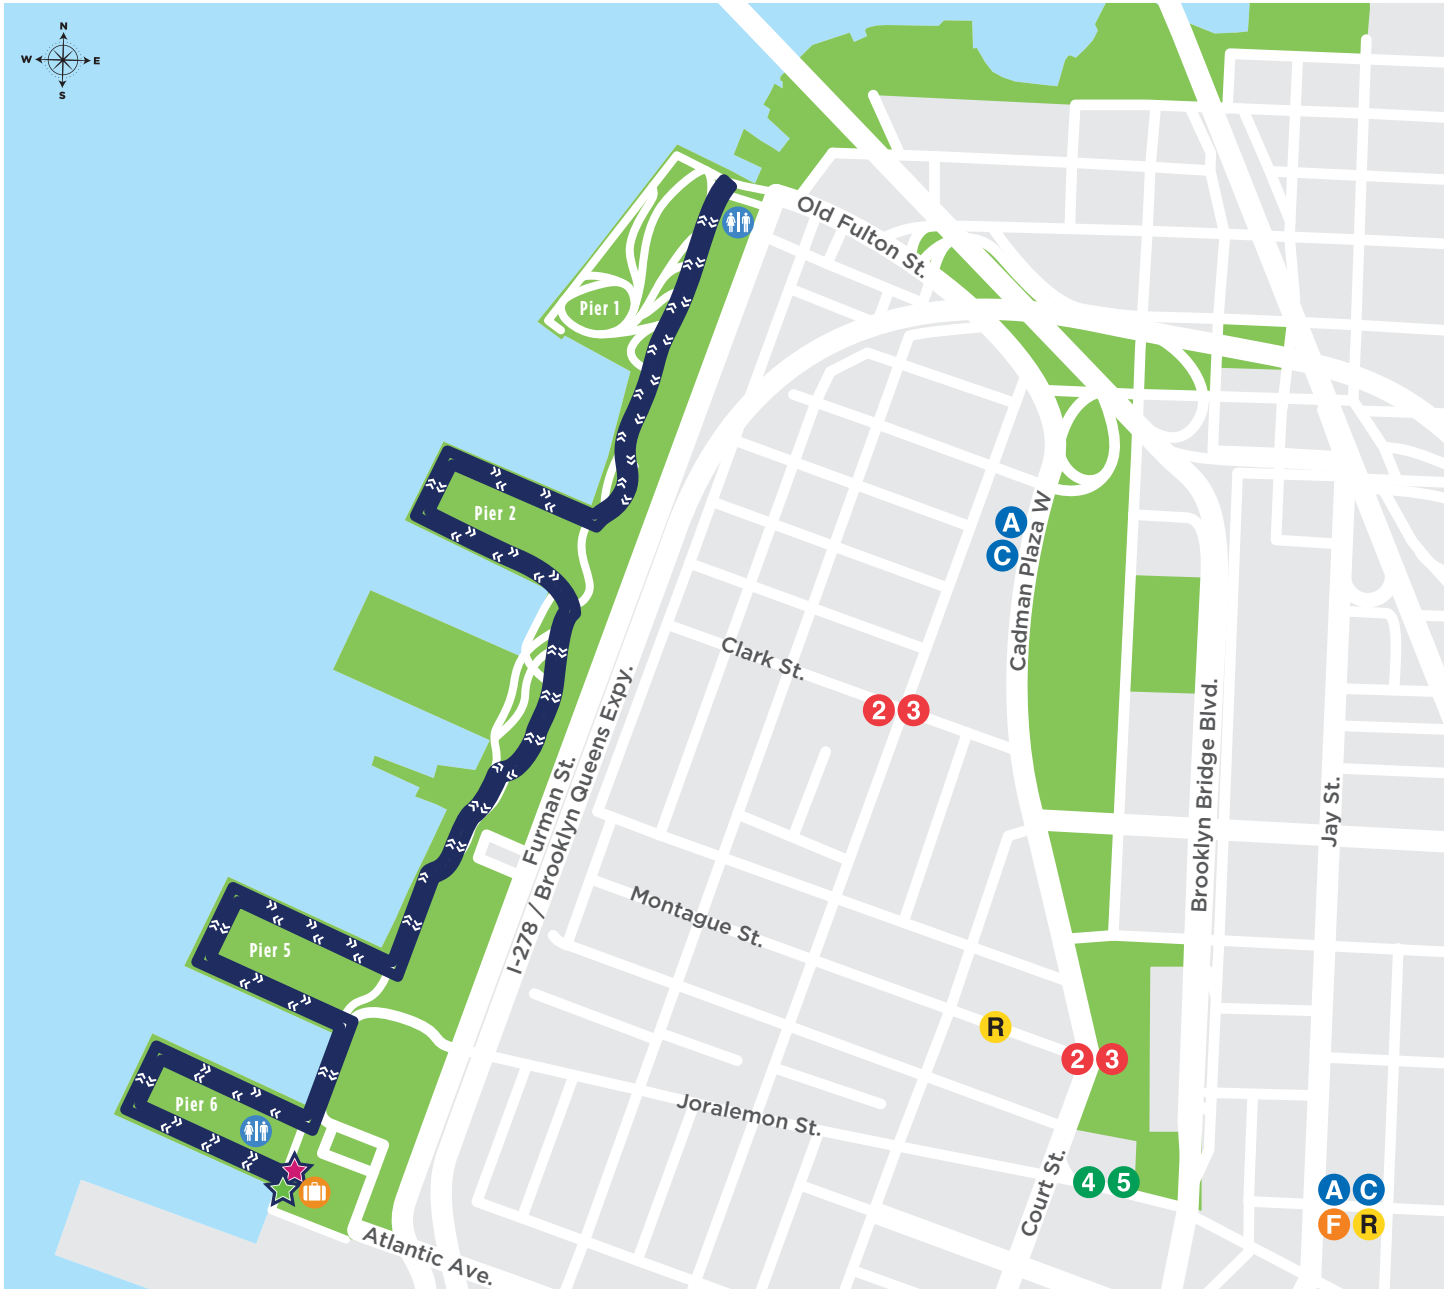 N
W E
S
Old Fulton St.
Pier 1
Pier 2
A
C
Cadman Plaza W
Clark St.
2 3
Furman St.
I-278 / Brooklyn Queens Expy.
Brooklyn Bridge Blvd.
Jay St.
Montague St.
Pier 5
R
2 3
Pier 6
Joralemon St.
4 5
Court St.
A C
F R
Atlantic Ave.